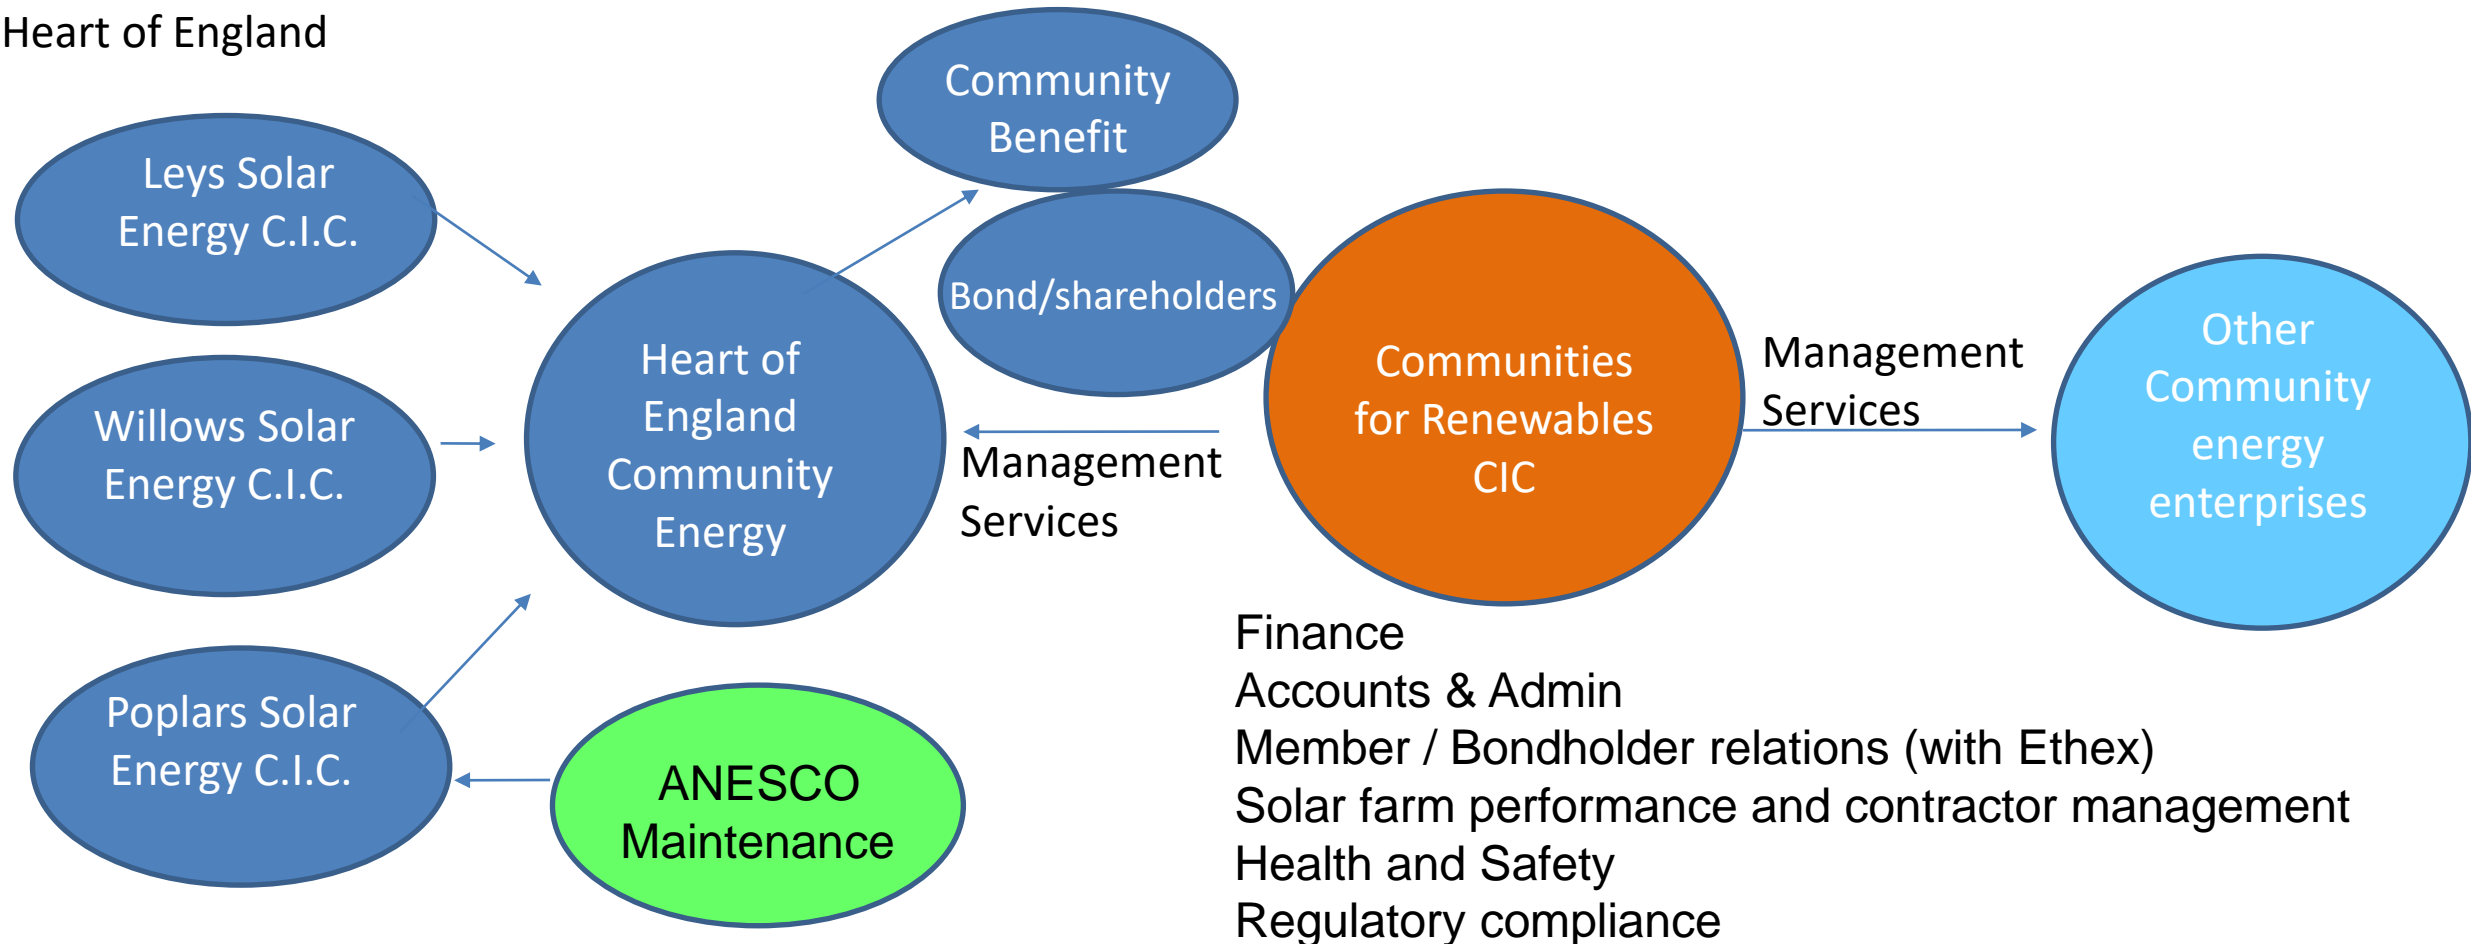 Heart of England
Community
Benefit
Leys Solar
Energy C.I.C.
Bond/shareholders
Heart of
England
Community
Energy
Willows Solar
Energy C.I.C.
Communities
for Renewables
CIC
Management
Services
Management
Services
Other
Community
energy
enterprises
Poplars Solar
Energy C.I.C.
ANESCO
Maintenance
Finance
Accounts & Admin
Member / Bondholder relations (with Ethex)
Solar farm performance and contractor management
Health and Safety
Regulatory compliance